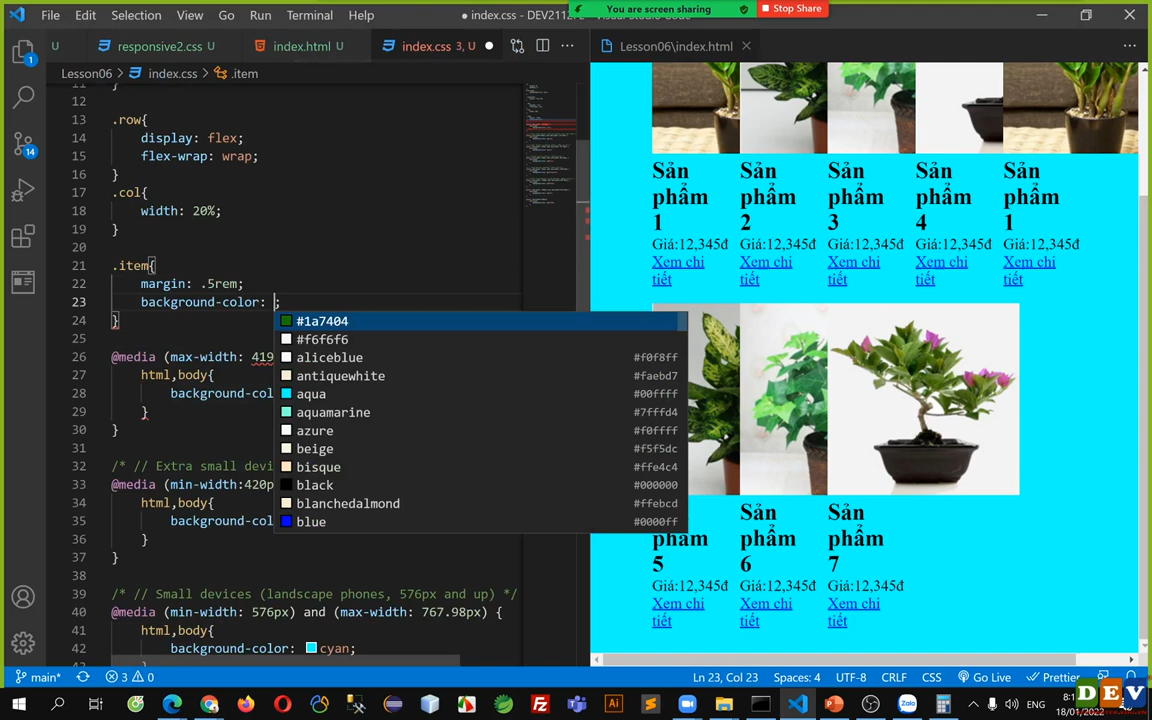 File Edit Selection View Go Run Terminal Help
● index.css - DEV2112
You are screen sharing
Stop Share
U responsive2.css U index.html U index.css 3, U ●
Lesson06\index.html
Lesson06 > index.css > .item
12
13 .row{
14 display: flex;
15 flex-wrap: wrap;
16 }
17 .col{
18 width: 20%;
19 }
20
21 .item{
22 margin: .5rem;
23 background-color: ;
24 }
25
26 @media (max-width: 419
27 html,body{
28 background-col
29 }
30 }
31
32 /* // Extra small devi
33 @media (min-width:420p
34 html,body{
35 background-col
36 }
37 }
38
39 /* // Small devices (landscape phones, 576px and up) */
40 @media (min-width: 576px) and (max-width: 767.98px) {
41 html,body{
42 background-color: cyan;
#1a7404
#f6f6f6
aliceblue #f0f8ff
antiquewhite #faebd7
aqua #00ffff
aquamarine #7fffd4
azure #f0ffff
beige #f5f5dc
bisque #ffe4c4
black #000000
blanchedalmond #ffebcd
blue #0000ff
Sản Sản Sản Sản Sản
phẩm phẩm phẩm phẩm phẩm
1 2 3 4 1
Giá:12,345đ Giá:12,345đ Giá:12,345đ Giá:12,345đ Giá:12,345đ
Xem chi Xem chi Xem chi Xem chi Xem chi
tiết tiết tiết tiết tiết
Sản Sản
phẩm phẩm phẩm
5 6 7
Giá:12,345đ Giá:12,345đ Giá:12,345đ
Xem chi Xem chi Xem chi
tiết tiết tiết
1
14
main* 3 0 Ln 23, Col 23 Spaces: 4 UTF-8 CRLF CSS Go Live
ENG
18/01/2022
DEV